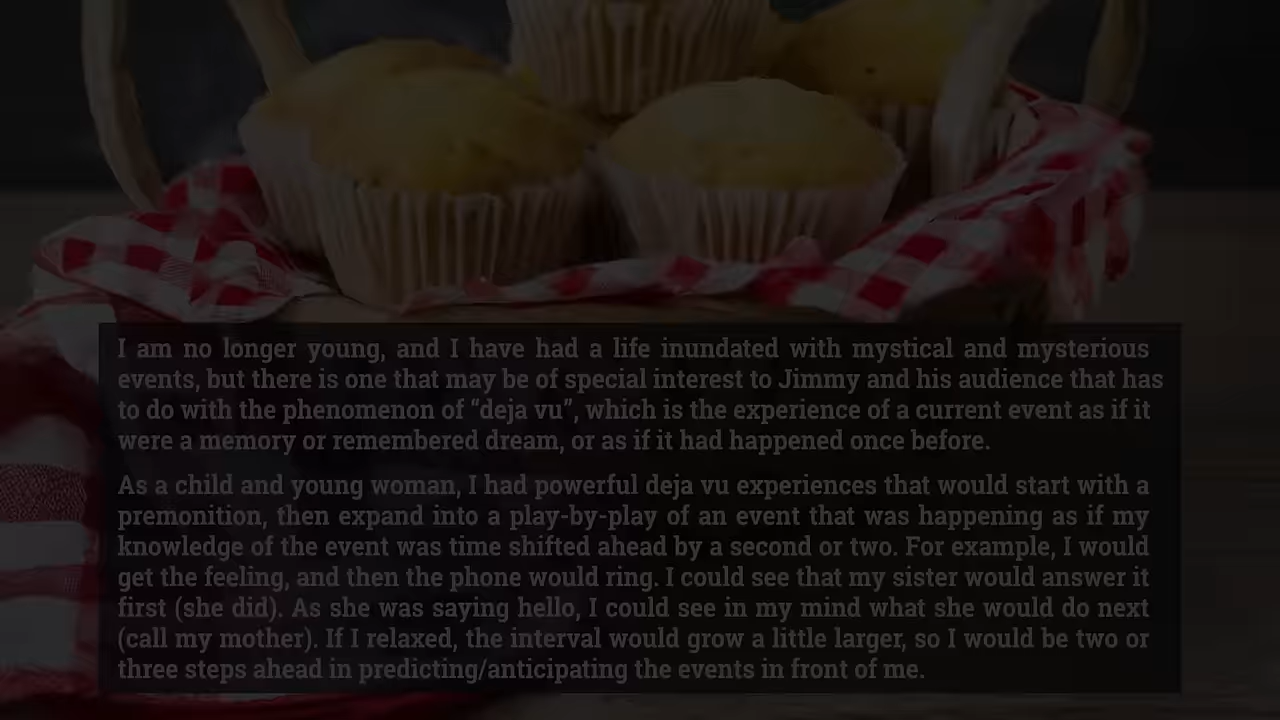 I am no longer young, and I have had a life inundated with mystical and mysterious
events, but there is one that may be of special interest to Jimmy and his audience that has
to do with the phenomenon of “deja vu”, which is the experience of a current event as if it
were a memory or remembered dream, or as if it had happened once before.
As a child and young woman, I had powerful deja vu experiences that would start with a
premonition, then expand into a play-by-play of an event that was happening as if my
knowledge of the event was time shifted ahead by a second or two. For example, I would
get the feeling, and then the phone would ring. I could see that my sister would answer it
first (she did). As she was saying hello, I could see in my mind what she would do next
(call my mother). If I relaxed, the interval would grow a little larger, so I would be two or
three steps ahead in predicting/anticipating the events in front of me.